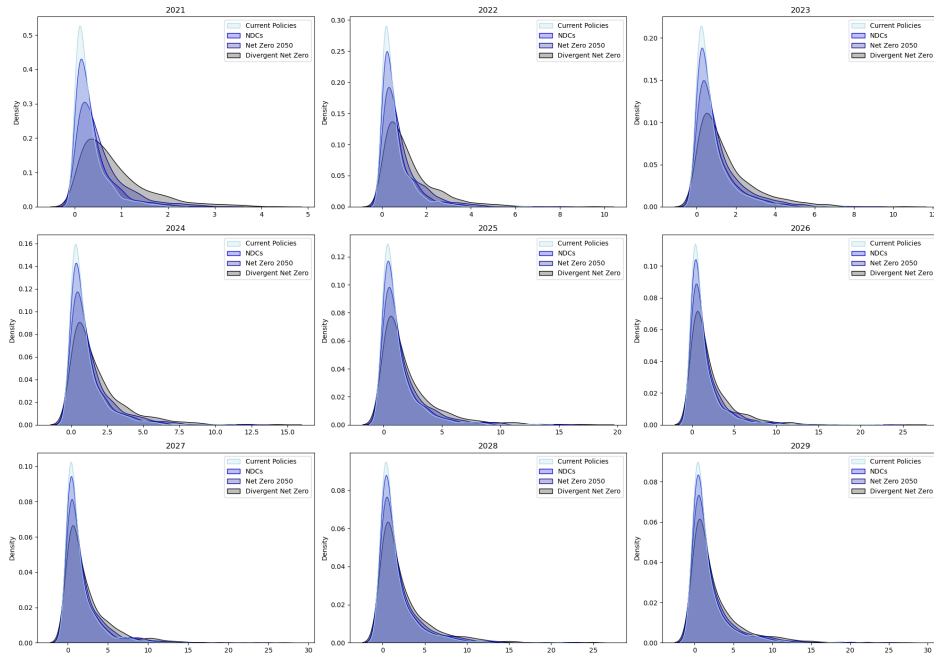 2021
Current Policies
NDCs
Net Zero 2050
Divergent Net Zero
Density
0.5
0.4
0.3
0.2
0.1
0.0
0 1 2 3 4 5
2022
Current Policies
NDCs
Net Zero 2050
Divergent Net Zero
Density
0.30
0.25
0.20
0.15
0.10
0.05
0.00
0 2 4 6 8 10
2023
Current Policies
NDCs
Net Zero 2050
Divergent Net Zero
Density
0.20
0.15
0.10
0.05
0.00
0 2 4 6 8 10
2024
Current Policies
NDCs
Net Zero 2050
Divergent Net Zero
Density
0.16
0.14
0.12
0.10
0.08
0.06
0.04
0.02
0.00
0.0 2.5 5.0 7.5 10.0 12.5 15.0
2025
Current Policies
NDCs
Net Zero 2050
Divergent Net Zero
Density
0.14
0.12
0.10
0.08
0.06
0.04
0.02
0.00
0 5 10 15 20
2026
Current Policies
NDCs
Net Zero 2050
Divergent Net Zero
Density
0.10
0.08
0.06
0.04
0.02
0.00
0 5 10 15 20 25
2027
Current Policies
NDCs
Net Zero 2050
Divergent Net Zero
Density
0.10
0.08
0.06
0.04
0.02
0.00
0 5 10 15 20 25 30
2028
Current Policies
NDCs
Net Zero 2050
Divergent Net Zero
Density
0.08
0.06
0.04
0.02
0.00
0 5 10 15 20 25
2029
Current Policies
NDCs
Net Zero 2050
Divergent Net Zero
Density
0.08
0.06
0.04
0.02
0.00
0 5 10 15 20 25 30